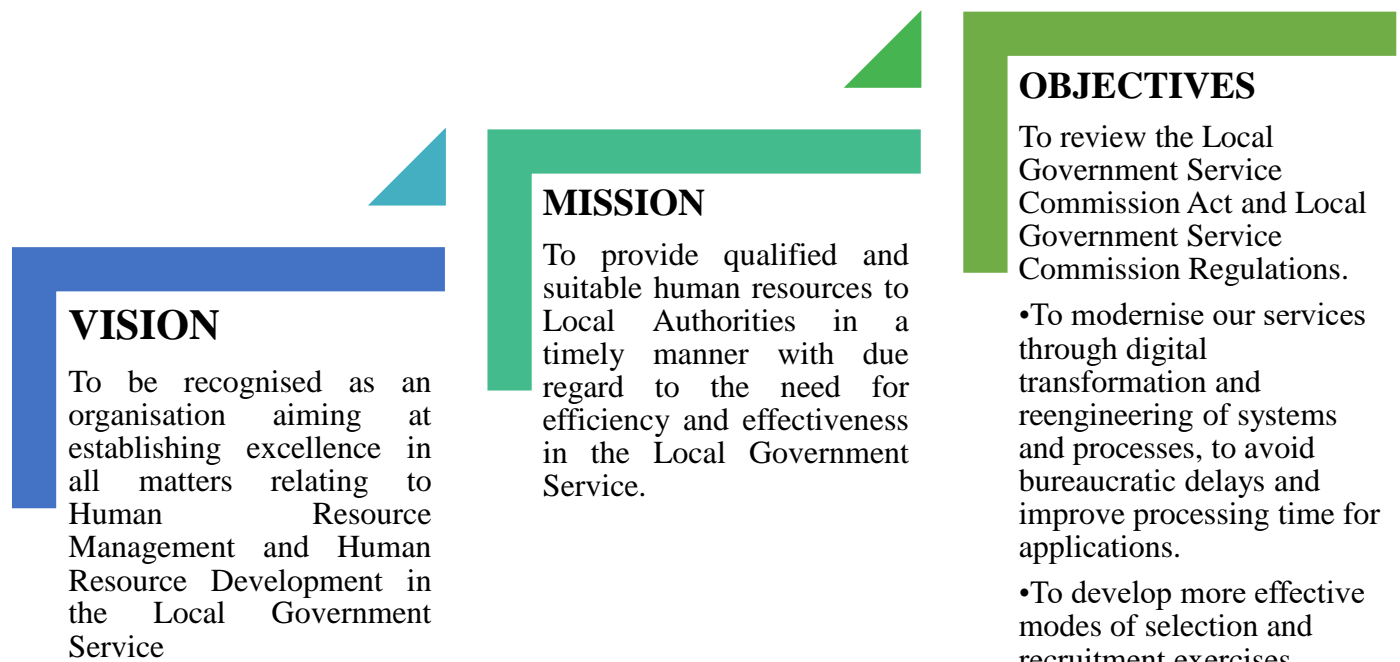 VISION
To be recognised as an
organisation aiming at
establishing excellence in
all matters relating to
Human Resource
Management and Human
Resource Development in
the Local Government
Service
MISSION
To provide qualified and
suitable human resources to
Local Authorities in a
timely manner with due
regard to the need for
efficiency and effectiveness
in the Local Government
Service.
OBJECTIVES
To review the Local
Government Service
Commission Act and Local
Government Service
Commission Regulations.
•To modernise our services
through digital
transformation and
reengineering of systems
and processes, to avoid
bureaucratic delays and
improve processing time for
applications.
•To develop more effective
modes of selection and
recruitment exercises